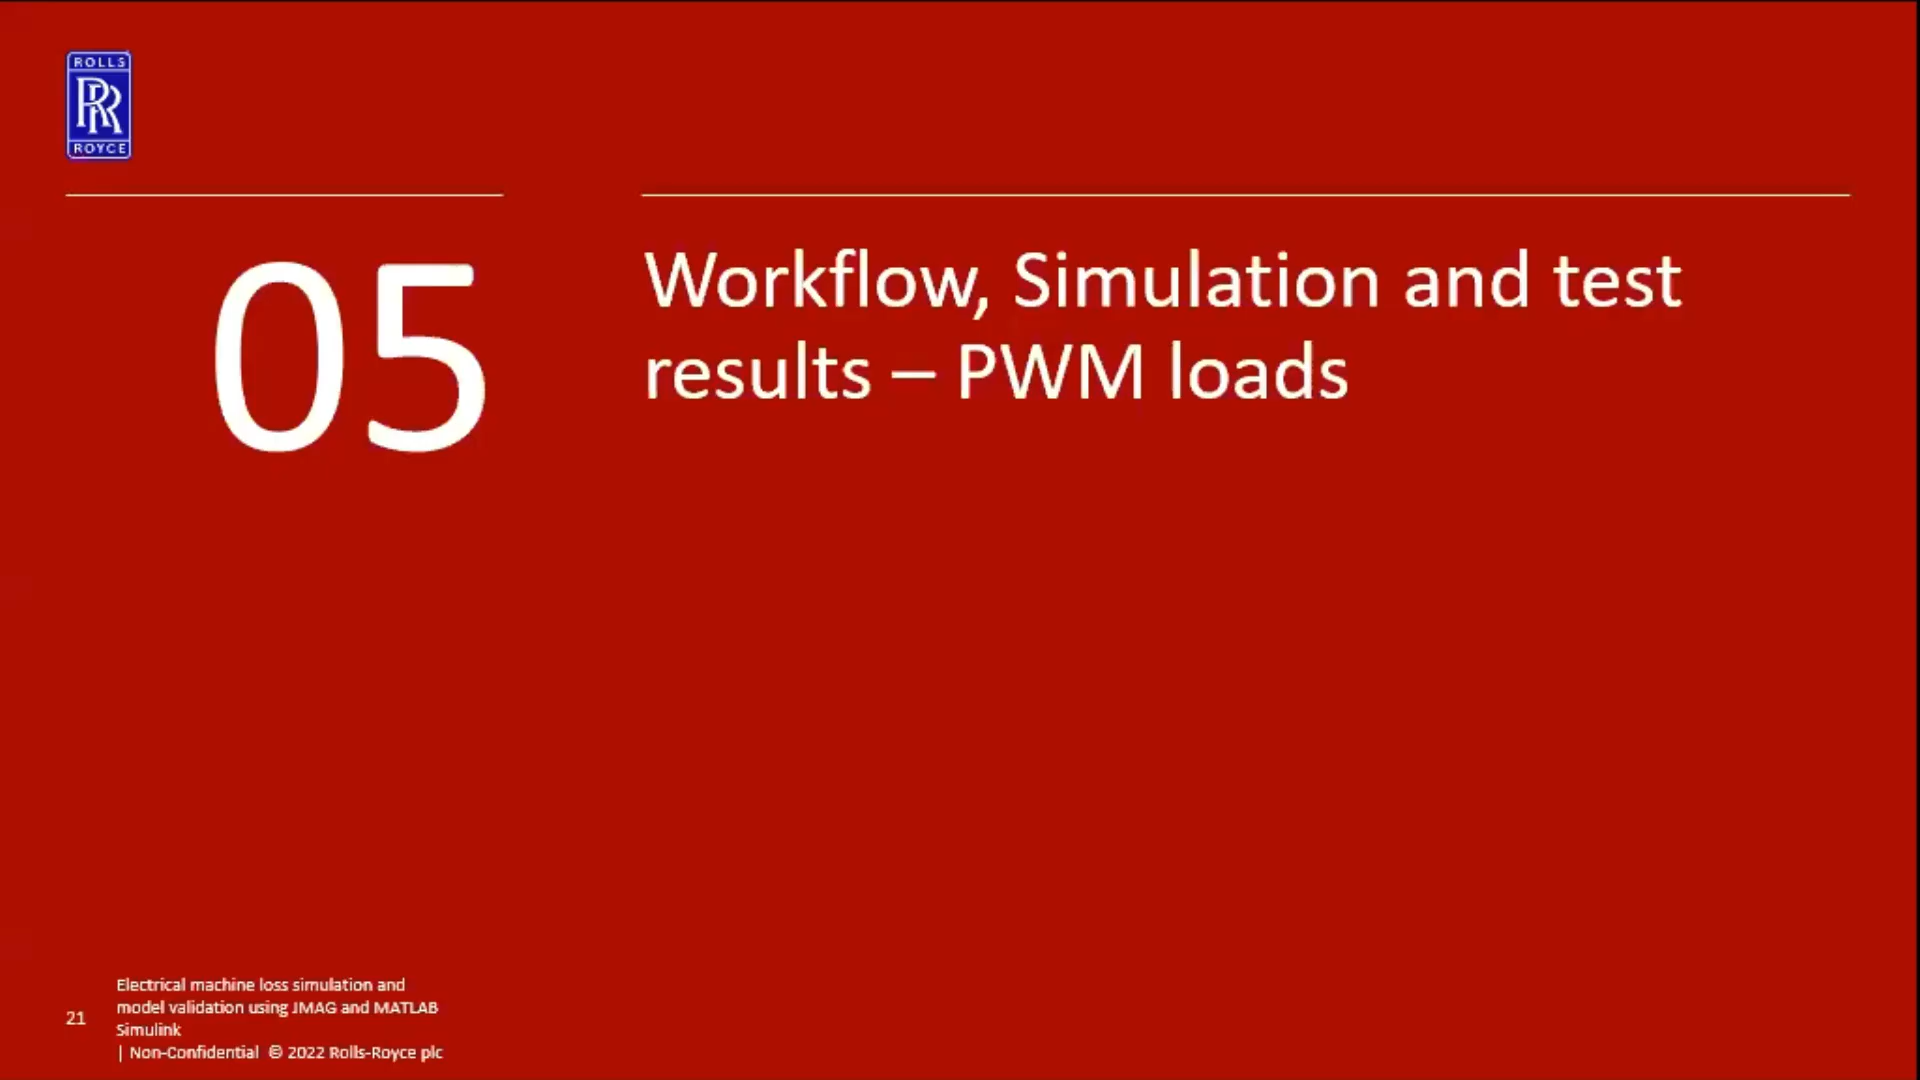 ROLLS
RR
ROYCE
05
Workflow, Simulation and test
results – PWM loads
21
Electrical machine loss simulation and
model validation using JMAG and MATLAB
Simulink
| Non-Confidential © 2022 Rolls-Royce plc